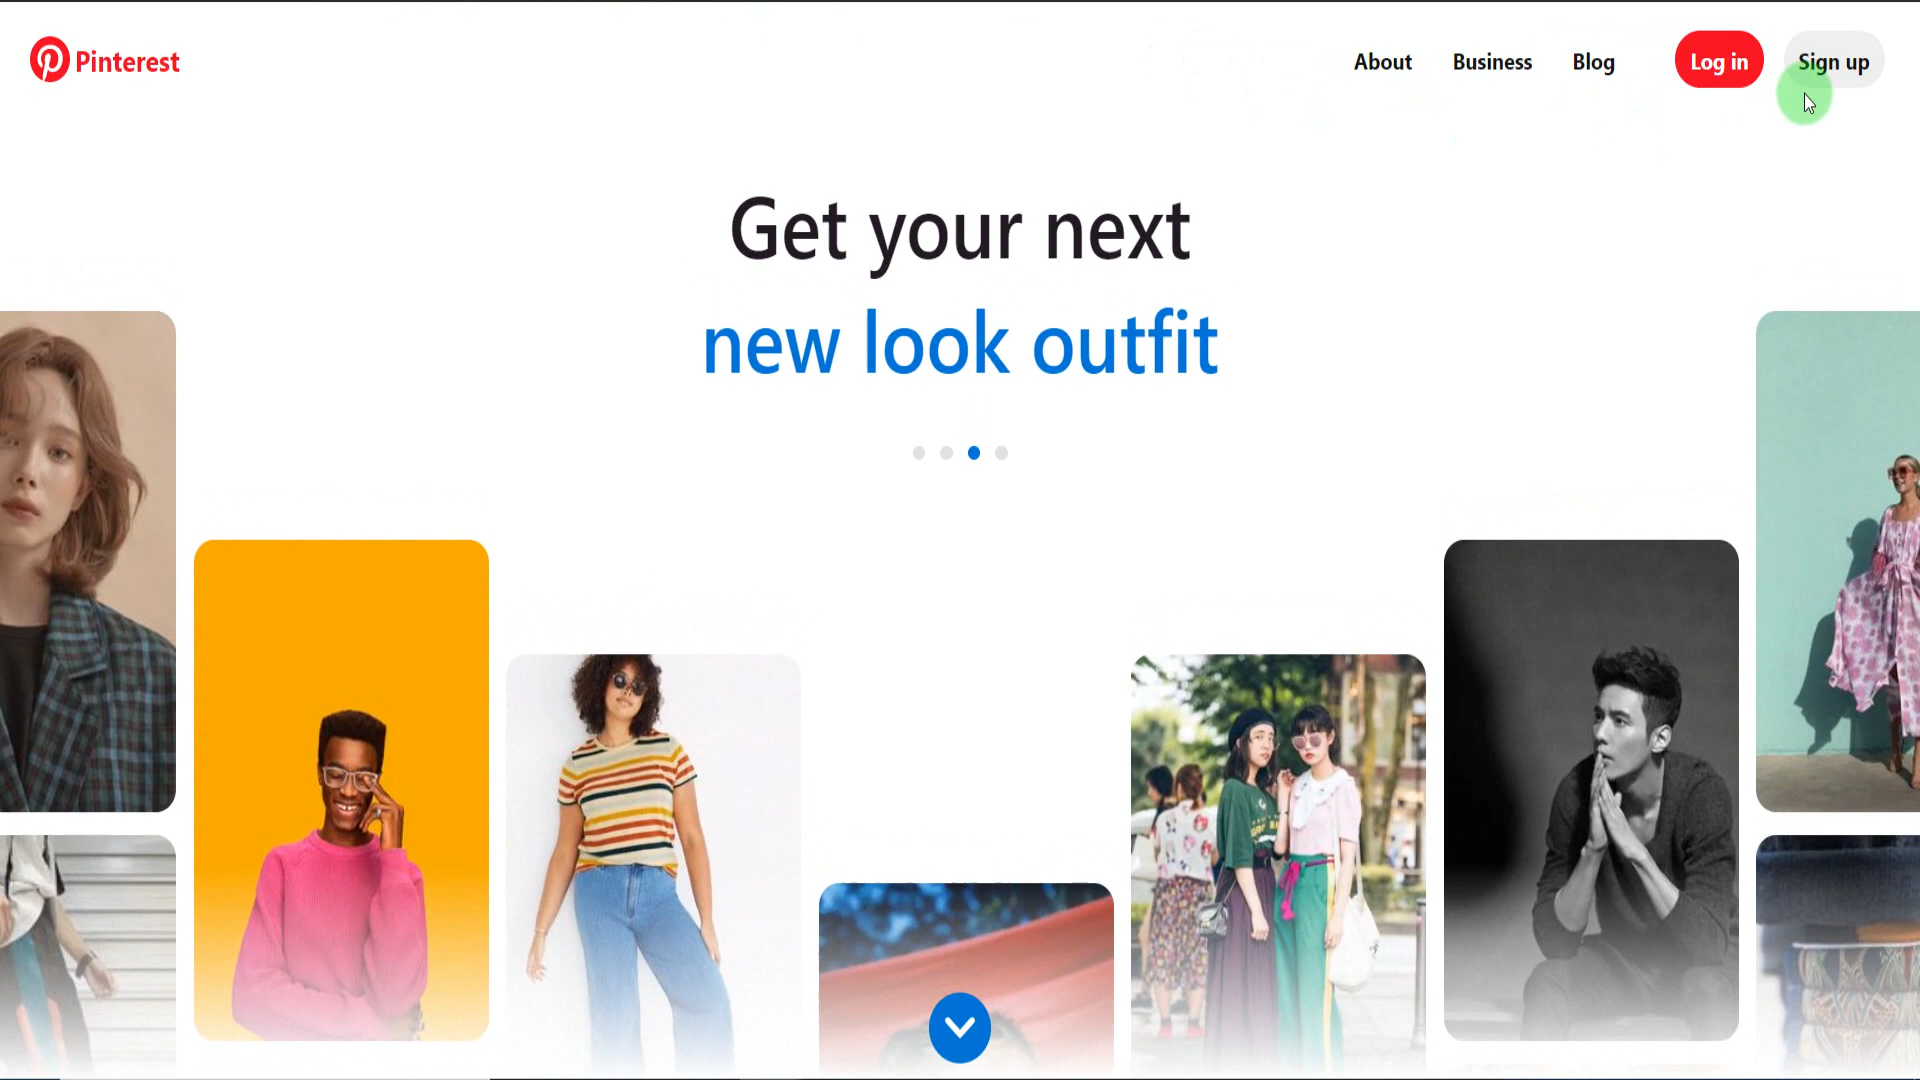 Pinterest
About Business Blog Log in Sign up
Get your next
new look outfit